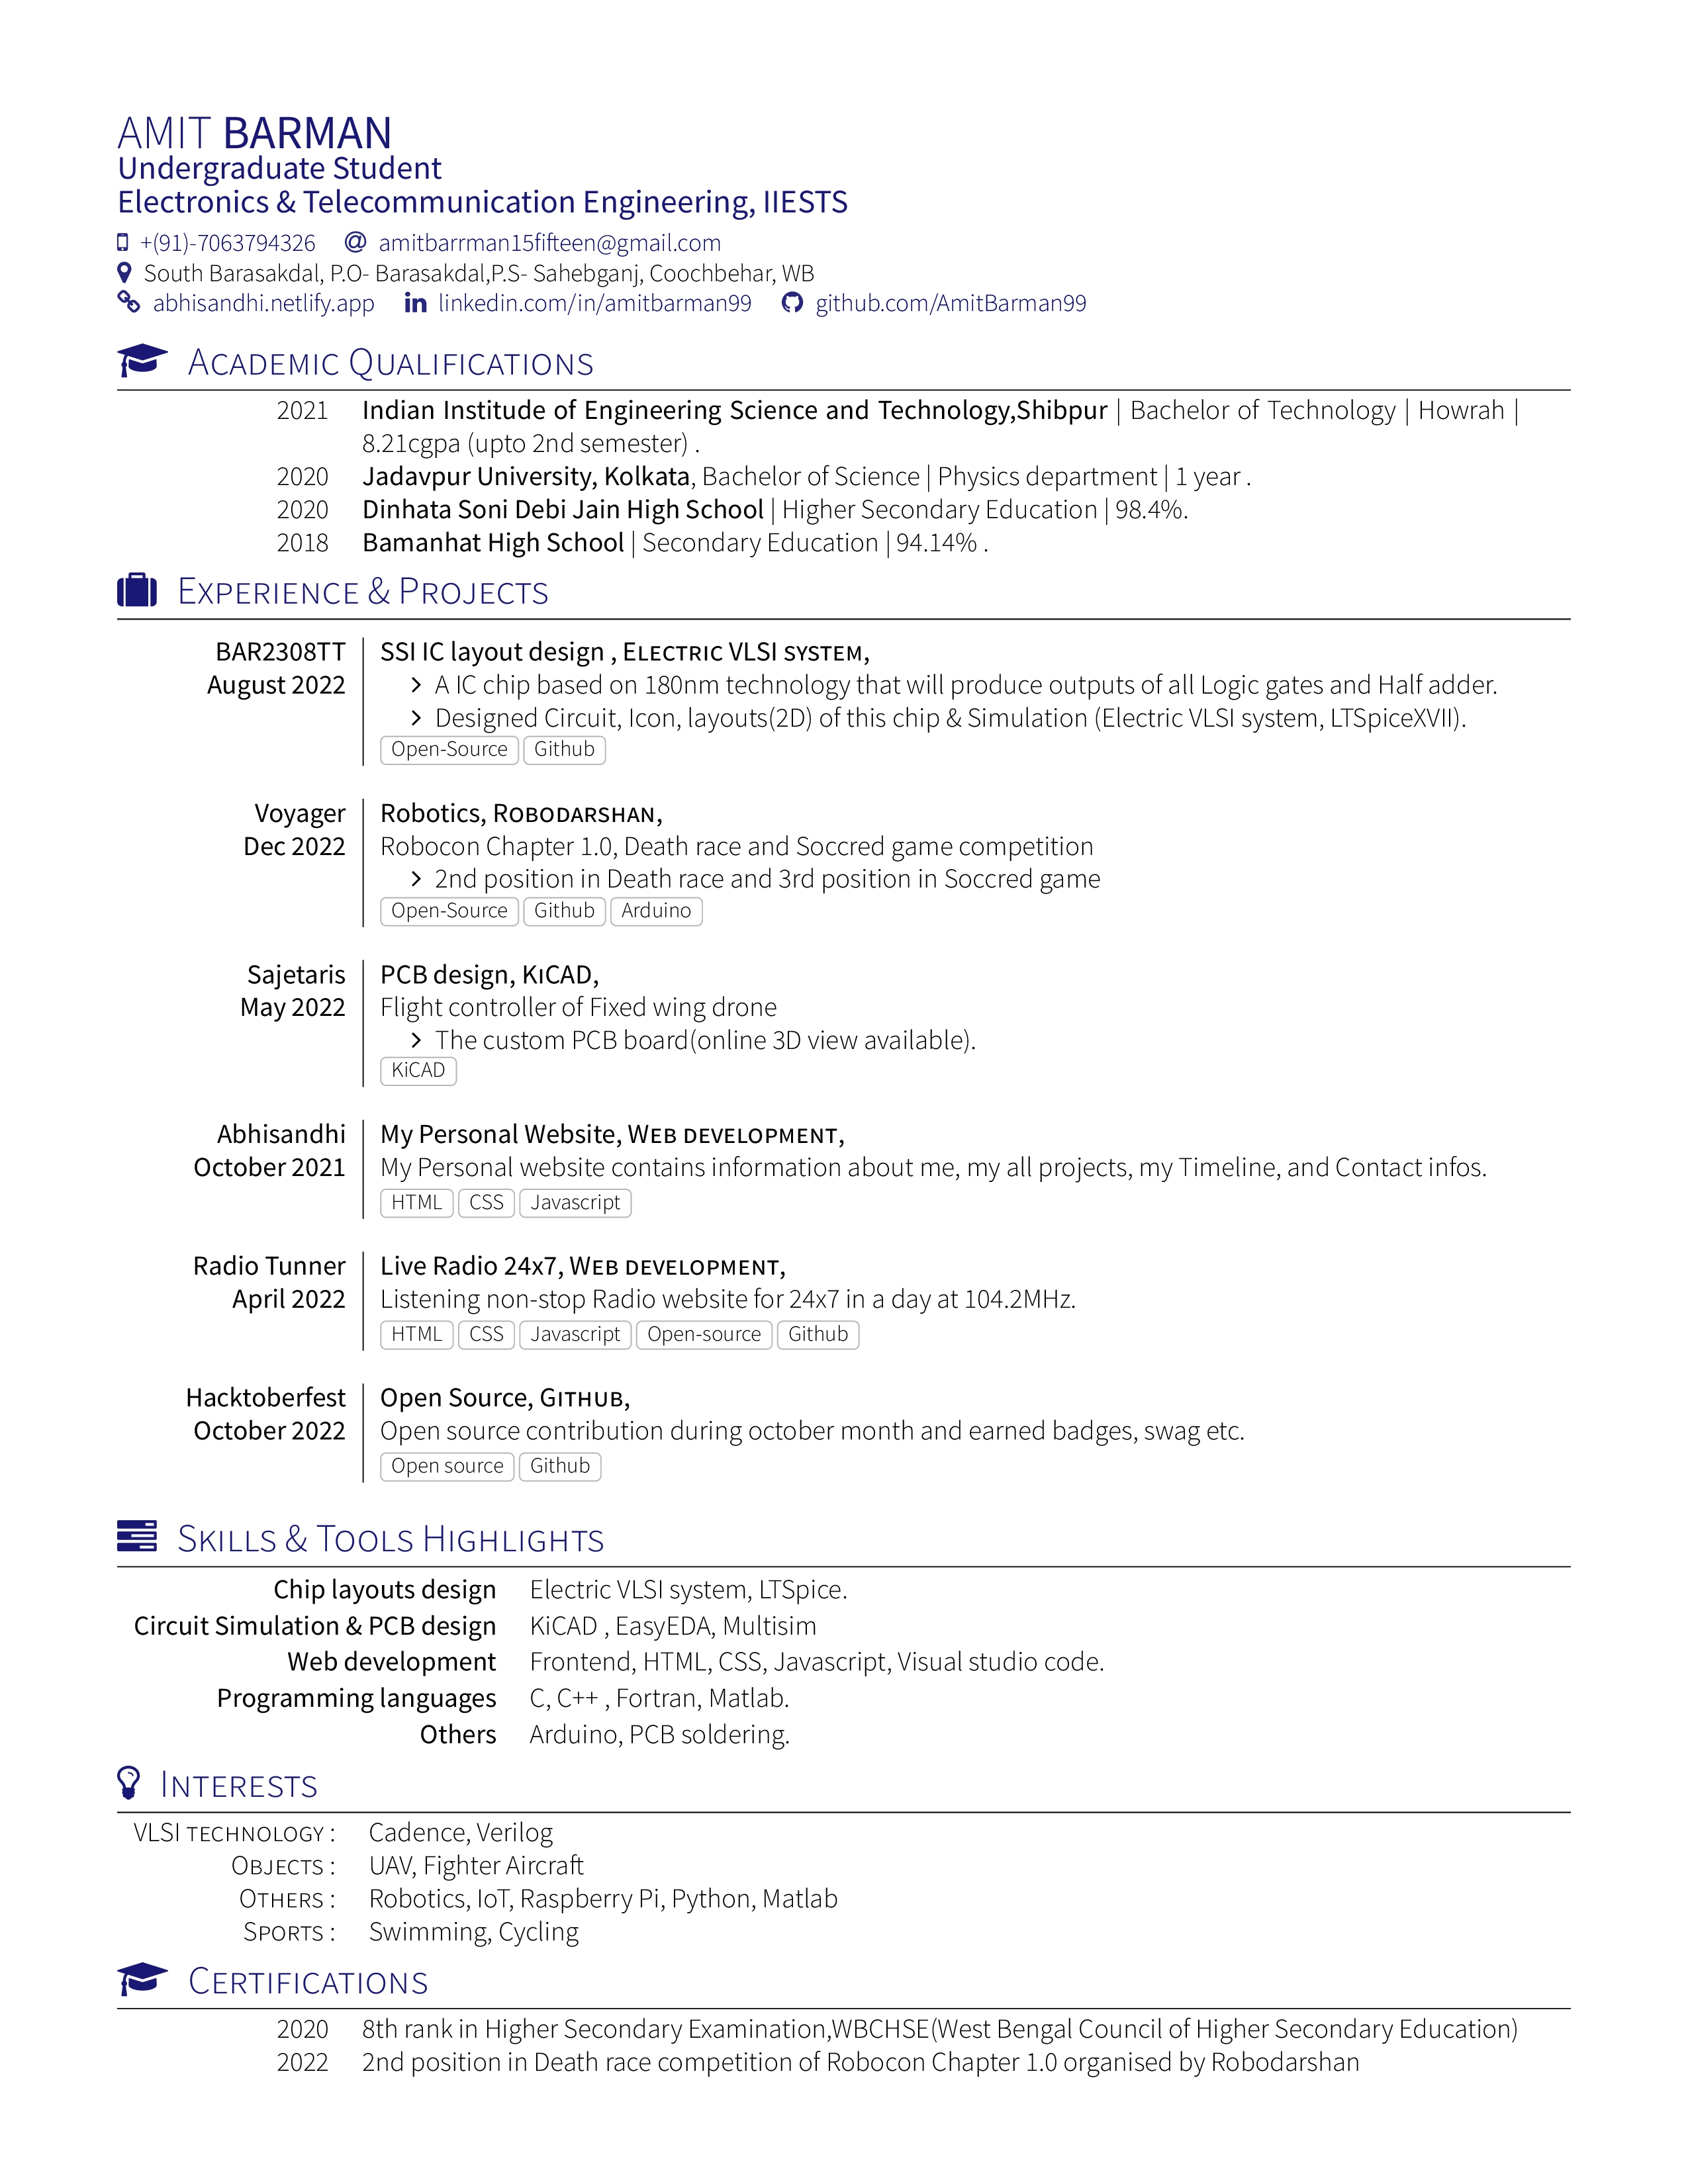 AMIT BARMAN
Undergraduate Student
Electronics & Telecommunication Engineering, IIESTS
+(91)-7063794326 @ amitbarrman15fifteen@gmail.com
South Barasakdal, P.O- Barasakdal,P.S- Sahebganj, Coochbehar, WB
abhisandhi.netlify.app in linkedin.com/in/amitbarman99 github.com/AmitBarman99
ACADEMIC QUALIFICATIONS
2021 Indian Institude of Engineering Science and Technology,Shibpur | Bachelor of Technology | Howrah |
8.21cgpa (upto 2nd semester) .
2020 Jadavpur University, Kolkata, Bachelor of Science | Physics department | 1 year .
2020 Dinhata Soni Debi Jain High School | Higher Secondary Education | 98.4%.
2018 Bamanhat High School | Secondary Education | 94.14% .
EXPERIENCE & PROJECTS
BAR2308TT SSI IC layout design , ELECTRIC VLSI SYSTEM,
August 2022 > A IC chip based on 180nm technology that will produce outputs of all Logic gates and Half adder.
> Designed Circuit, Icon, layouts(2D) of this chip & Simulation (Electric VLSI system, LTSpiceXVII).
Open-Source Github
Voyager Robotics, ROBODARSHAN,
Dec 2022 Robocon Chapter 1.0, Death race and Soccred game competition
> 2nd position in Death race and 3rd position in Soccred game
Open-Source Github Arduino
Sajetaris PCB design, KICAD,
May 2022 Flight controller of Fixed wing drone
> The custom PCB board(online 3D view available).
KiCAD
Abhisandhi My Personal Website, WEB DEVELOPMENT,
October 2021 My Personal website contains information about me, my all projects, my Timeline, and Contact infos.
HTML CSS Javascript
Radio Tunner Live Radio 24x7, WEB DEVELOPMENT,
April 2022 Listening non-stop Radio website for 24x7 in a day at 104.2MHz.
HTML CSS Javascript Open-source Github
Hacktoberfest Open Source, GITHUB,
October 2022 Open source contribution during october month and earned badges, swag etc.
Open source Github
SKILLS & TOOLS HIGHLIGHTS
Chip layouts design Electric VLSI system, LTSpice.
Circuit Simulation & PCB design KiCAD , EasyEDA, Multisim
Web development Frontend, HTML, CSS, Javascript, Visual studio code.
Programming languages C, C++ , Fortran, Matlab.
Others Arduino, PCB soldering.
INTERESTS
VLSI TECHNOLOGY : Cadence, Verilog
OBJECTS : UAV, Fighter Aircraft
OTHERS : Robotics, IoT, Raspberry Pi, Python, Matlab
SPORTS : Swimming, Cycling
CERTIFICATIONS
2020 8th rank in Higher Secondary Examination,WBCHSE(West Bengal Council of Higher Secondary Education)
2022 2nd position in Death race competition of Robocon Chapter 1.0 organised by Robodarshan